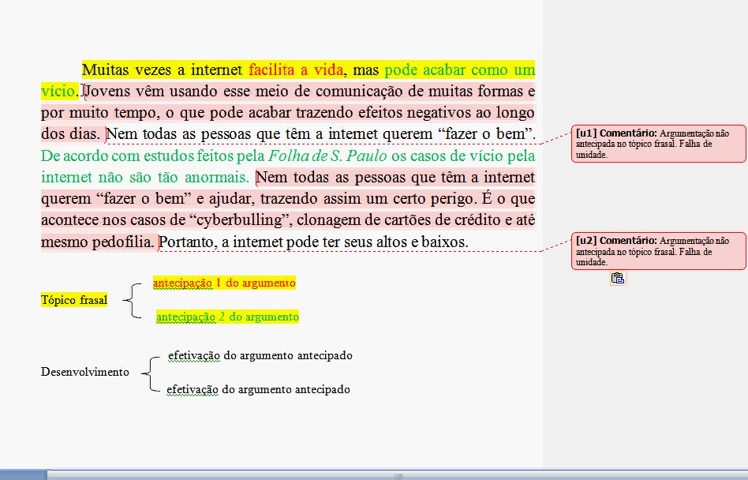 Muitas vezes a internet facilita a vida, mas pode acabar como um
vício. Jovens vêm usando esse meio de comunicação de muitas formas e
por muito tempo, o que pode acabar trazendo efeitos negativos ao longo
dos dias. Nem todas as pessoas que têm a internet querem “fazer o bem”.
De acordo com estudos feitos pela Folha de S. Paulo os casos de vício pela
internet não são tão anormais. Nem todas as pessoas que têm a internet
querem “fazer o bem” e ajudar, trazendo assim um certo perigo. É o que
acontece nos casos de “cyberbulling”, clonagem de cartões de crédito e até
mesmo pedofilia. Portanto, a internet pode ter seus altos e baixos.
[u1] Comentário: Argumentação não
antecipada no tópico frasal. Falha de
unidade.
[u2] Comentário: Argumentação não
antecipada no tópico frasal. Falha de
unidade.
Tópico frasal
antecipação 1 do argumento
antecipação 2 do argumento
Desenvolvimento
efetivação do argumento antecipado
efetivação do argumento antecipado